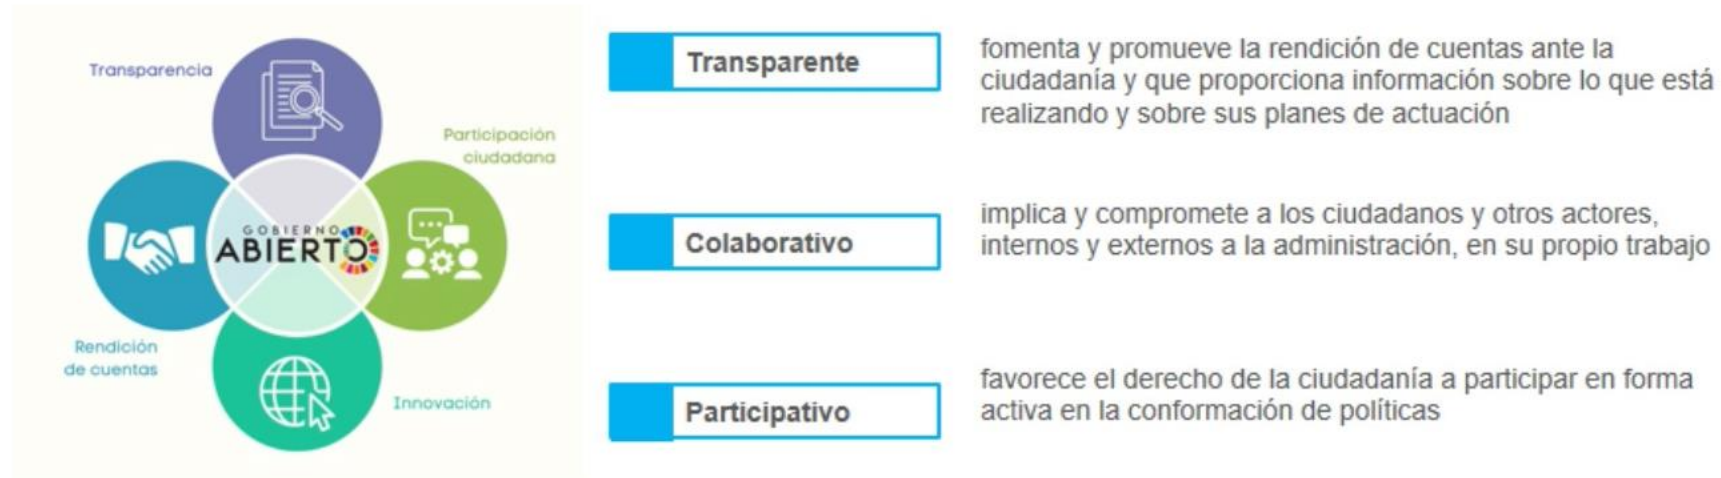 Transparencia
Participación
ciudadana
GOBIERNO
ABIERTO
Rendición
de cuentas
Innovación
Transparente
fomenta y promueve la rendición de cuentas ante la
ciudadanía y que proporciona información sobre lo que está
realizando y sobre sus planes de actuación
Colaborativo
implica y compromete a los ciudadanos y otros actores,
internos y externos a la administración, en su propio trabajo
Participativo
favorece el derecho de la ciudadanía a participar en forma
activa en la conformación de políticas